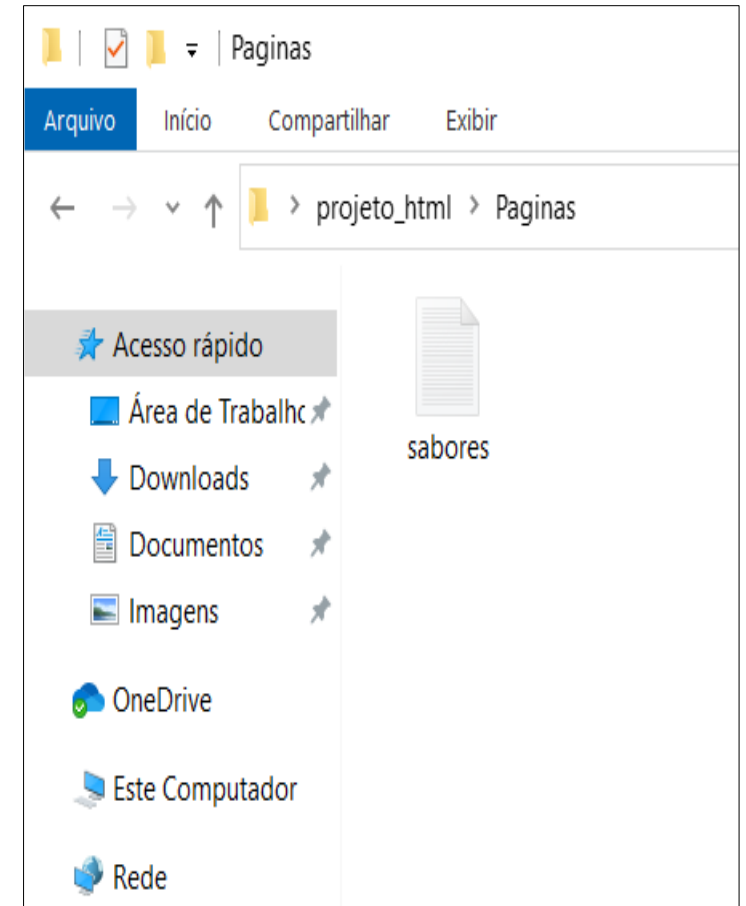 Paginas
Arquivo Início Compartilhar Exibir
projeto_html > Paginas
Acesso rápido
Área de Trabalhc
Downloads
Documentos
Imagens
OneDrive
Este Computador
Rede
sabores